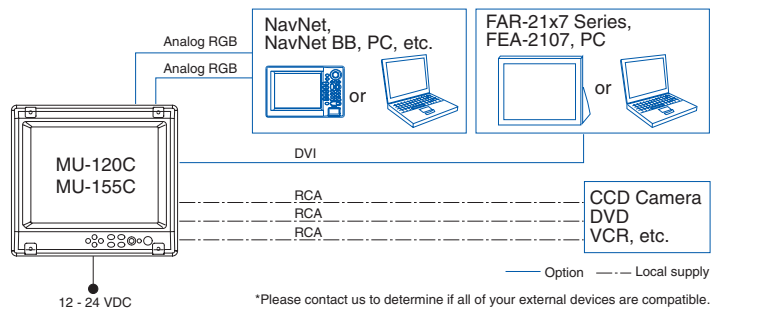 Analog RGB
Analog RGB
NavNet,
NavNet BB, PC, etc.
or
FAR-21x7 Series,
FEA-2107, PC
or
MU-120C
MU-155C
DVI
RCA
RCA
RCA
CCD Camera
DVD
VCR, etc.
Option
Local supply
12 - 24 VDC
*Please contact us to determine if all of your external devices are compatible.